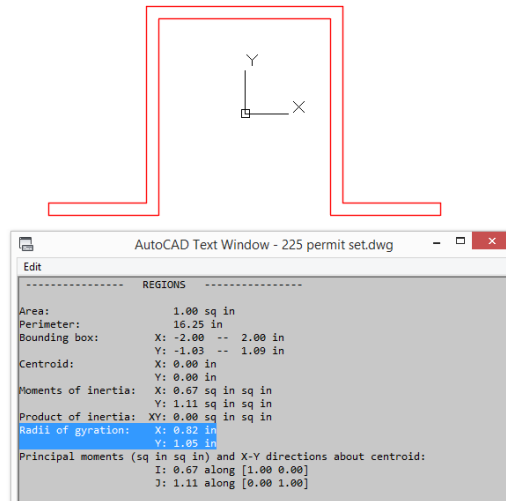 Y
X
AutoCAD Text Window - 225 permit set.dwg
Edit
---------------- REGIONS ----------------
Area: 1.00 sq in
Perimeter: 16.25 in
Bounding box: X: -2.00 -- 2.00 in
Y: -1.03 -- 1.09 in
Centroid: X: 0.00 in
Y: 0.00 in
Moments of inertia: X: 0.67 sq in sq in
Y: 1.11 sq in sq in
Product of inertia: XY: 0.00 sq in sq in
Radii of gyration: X: 0.82 in
Y: 1.05 in
Principal moments (sq in sq in) and X-Y directions about centroid:
I: 0.67 along [1.00 0.00]
J: 1.11 along [0.00 1.00]